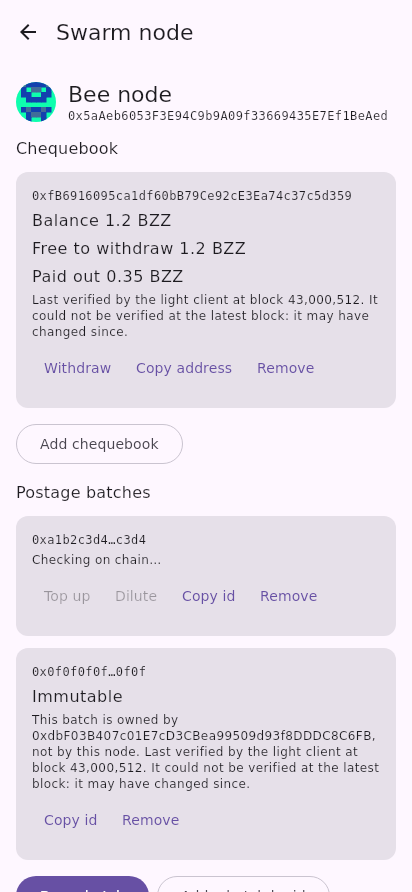 Swarm node
Bee node
0x5aAeb6053F3E94C9b9A09f33669435E7Ef1BeAed
Chequebook
0xfB6916095ca1df60bB79Ce92cE3Ea74c37c5d359
Balance 1.2 BZZ
Free to withdraw 1.2 BZZ
Paid out 0.35 BZZ
Last verified by the light client at block 43,000,512. It
could not be verified at the latest block: it may have
changed since.
Withdraw Copy address Remove
Add chequebook
Postage batches
0xa1b2c3d4…c3d4
Checking on chain…
Top up Dilute Copy id Remove
0x0f0f0f0f…0f0f
Immutable
This batch is owned by
0xdbF03B407c01E7cD3CBea99509d93f8DDDC8C6FB,
not by this node. Last verified by the light client at
block 43,000,512. It could not be verified at the latest
block: it may have changed since.
Copy id Remove